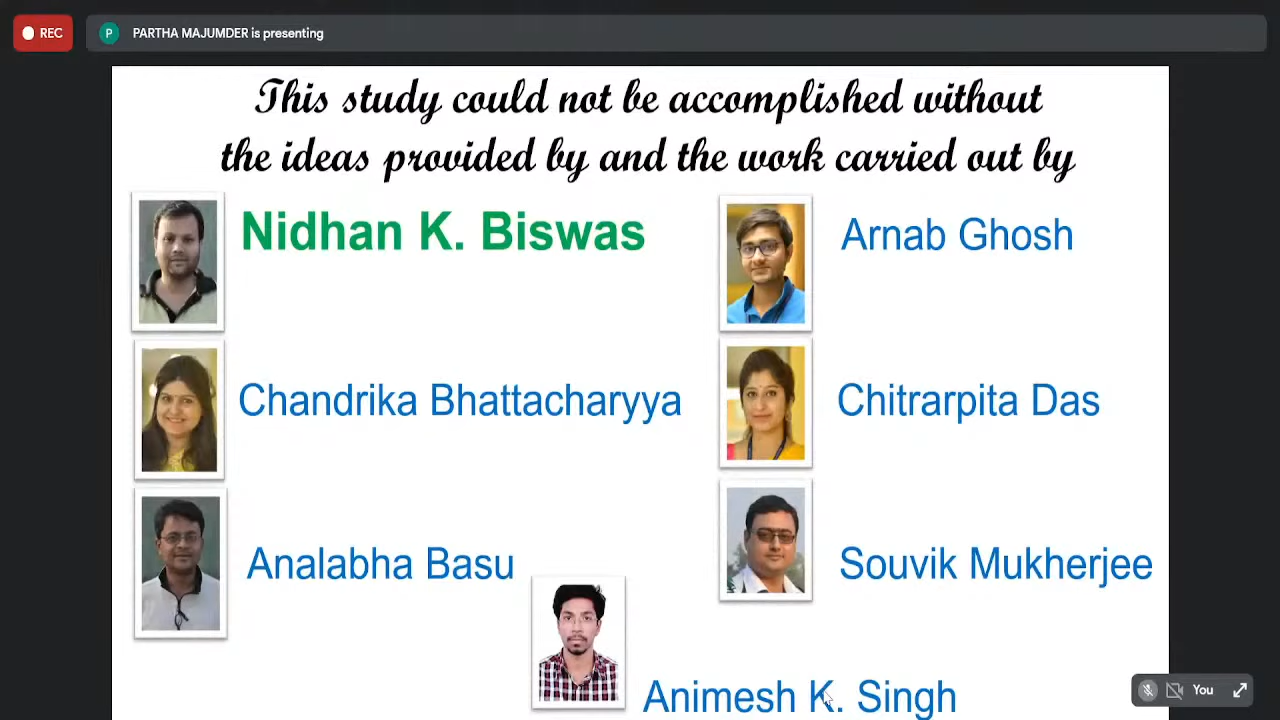 REC
P PARTHA MAJUMDER is presenting
This study could not be accomplished without
the ideas provided by and the work carried out by
Nidhan K. Biswas
Arnab Ghosh
Chandrika Bhattacharyya
Chitrarpita Das
Analabha Basu
Souvik Mukherjee
Animesh K. Singh
You